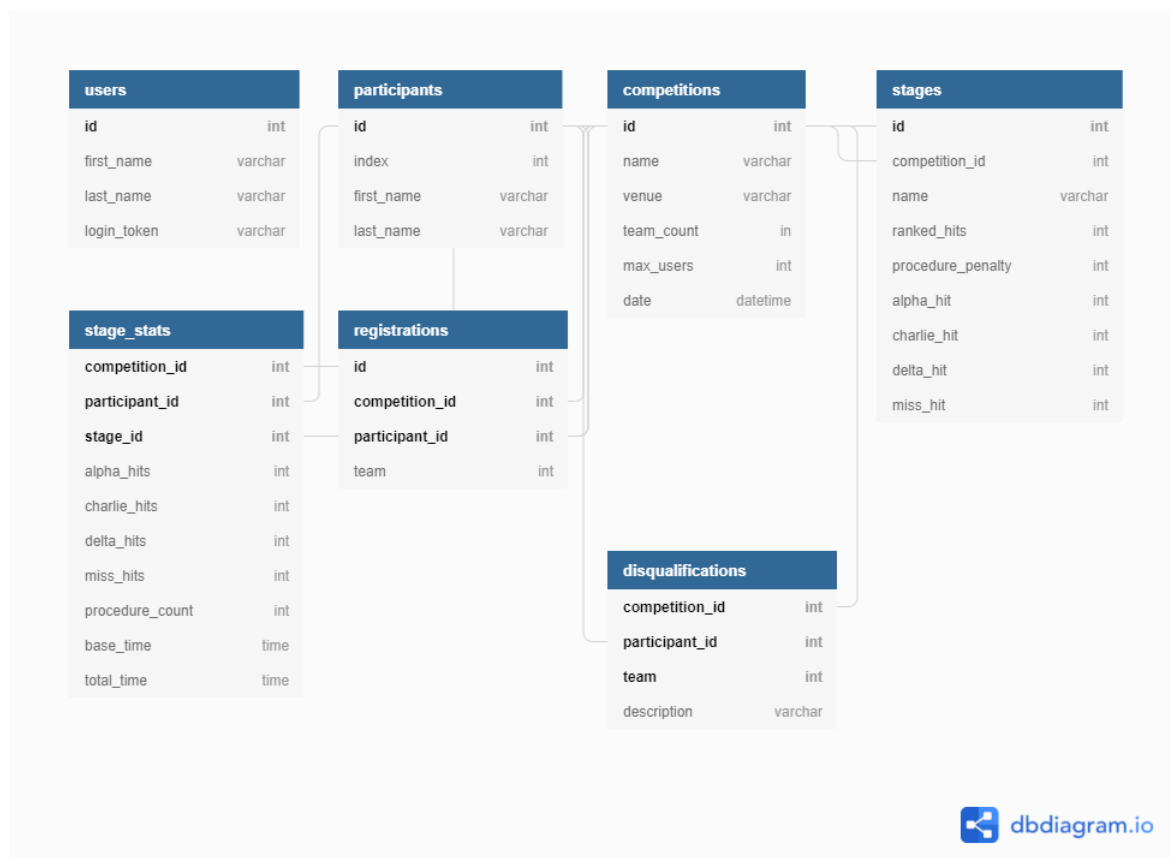 users
id int
first_name varchar
last_name varchar
login_token varchar
participants
id int
index int
first_name varchar
last_name varchar
competitions
id int
name varchar
venue varchar
team_count in
max_users int
date datetime
stages
id int
competition_id int
name varchar
ranked_hits int
procedure_penalty int
alpha_hit int
charlie_hit int
delta_hit int
miss_hit int
stage_stats
competition_id int
participant_id int
stage_id int
alpha_hits int
charlie_hits int
delta_hits int
miss_hits int
procedure_count int
base_time time
total_time time
registrations
id int
competition_id int
participant_id int
team int
disqualifications
competition_id int
participant_id int
team int
description varchar
dbdiagram.io